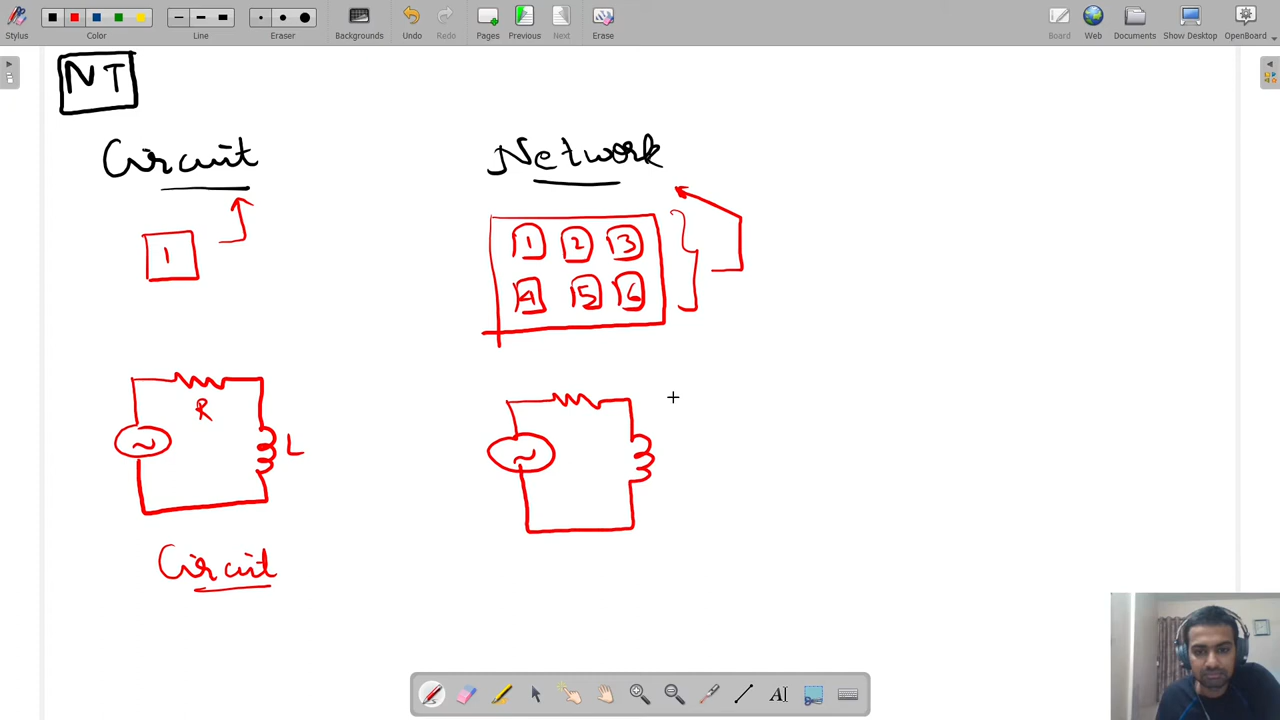 Stylus Color Line Eraser Backgrounds Undo Redo Pages Previous Next Erase Board Web Documents Show Desktop OpenBoard
NT
Circuit Network
1
1 2 3
4 5 6
R
L
~ ~
Circuit
AI